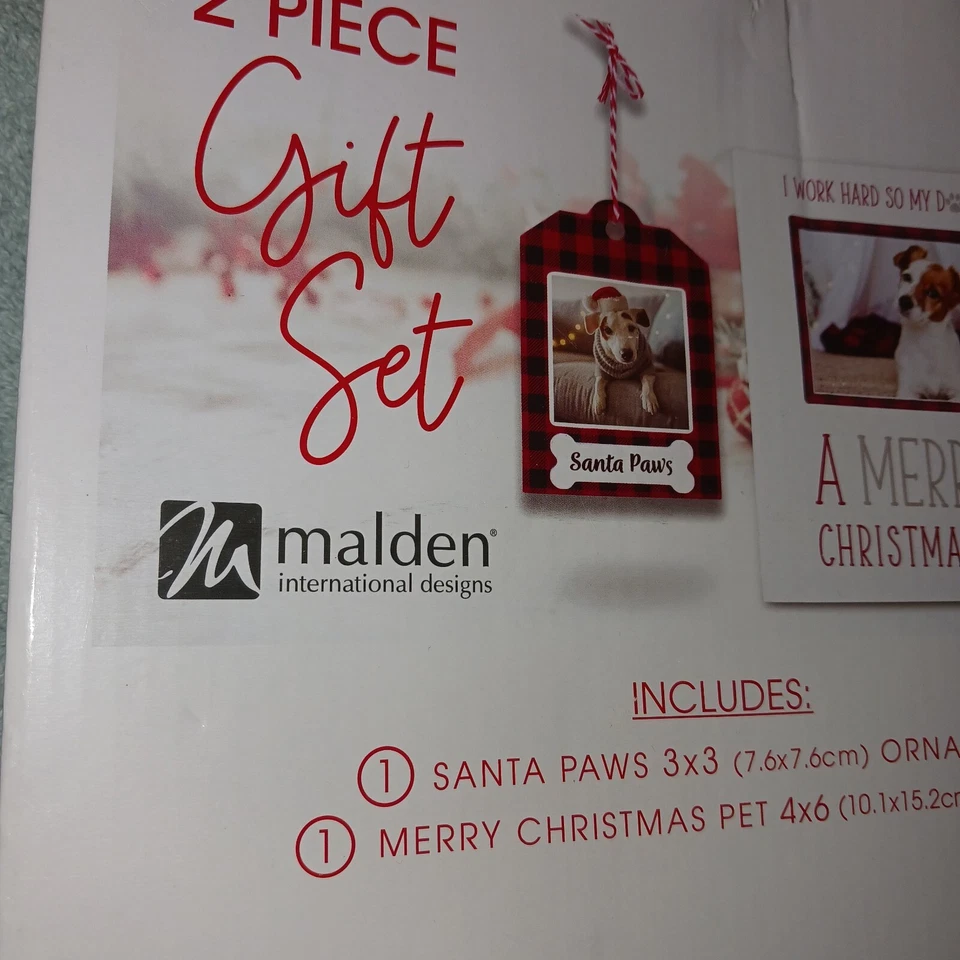 2 PIECE
Gift
Set
malden®
international designs
Santa Paws
I WORK HARD SO MY
A
CHRISTMA
INCLUDES:
1 SANTA PAWS 3x3 (7.6x7.6cm) ORNA
1 MERRY CHRISTMAS PET 4x6 (10.1x15.2cm